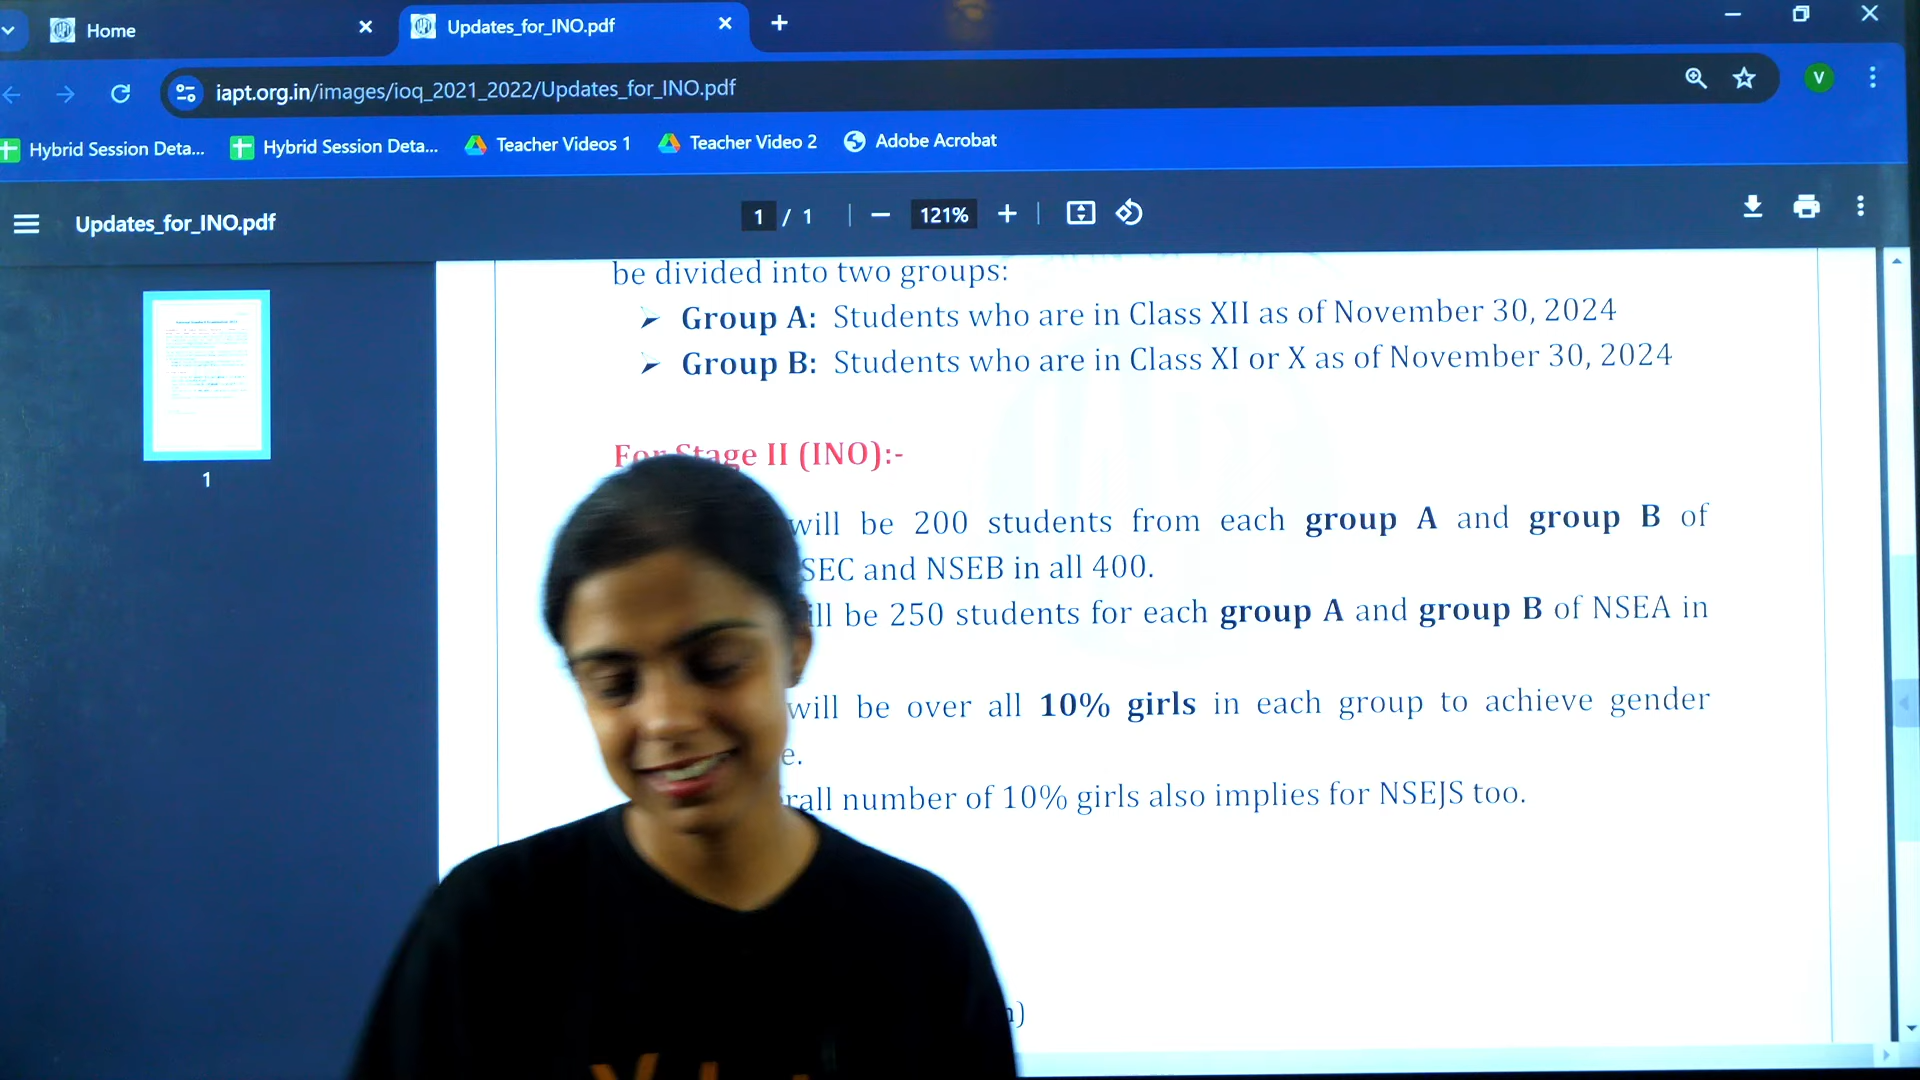 Home
Updates_for_INO.pdf
iapt.org.in/images/ioq_2021_2022/Updates_for_INO.pdf
V
Hybrid Session Deta...
Hybrid Session Deta...
Teacher Videos 1
Teacher Video 2
Adobe Acrobat
Updates_for_INO.pdf
1 / 1
121%
1
be divided into two groups:
Group A: Students who are in Class XII as of November 30, 2024
Group B: Students who are in Class XI or X as of November 30, 2024
For Stage II (INO):-
will be 200 students from each group A and group B of
SEC and NSEB in all 400.
ill be 250 students for each group A and group B of NSEA in
will be over all 10% girls in each group to achieve gender
e.
rall number of 10% girls also implies for NSEJS too.